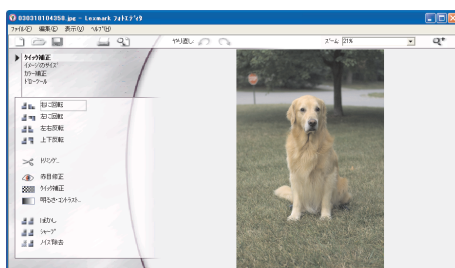 030310104358.jpg - Lexmark フォトエディタ
ファイル(F) 編集(E) 表示(V) ヘルプ(H)
やり直し
ズーム 21%
クイック補正
イメージのサイズ
カラー補正
ドローツール
右に回転
左に回転
左右反転
上下反転
トリミング...
赤目修正
クイック補正
明るさ・コントラスト...
ぼかし
シャープ
ノイズ除去